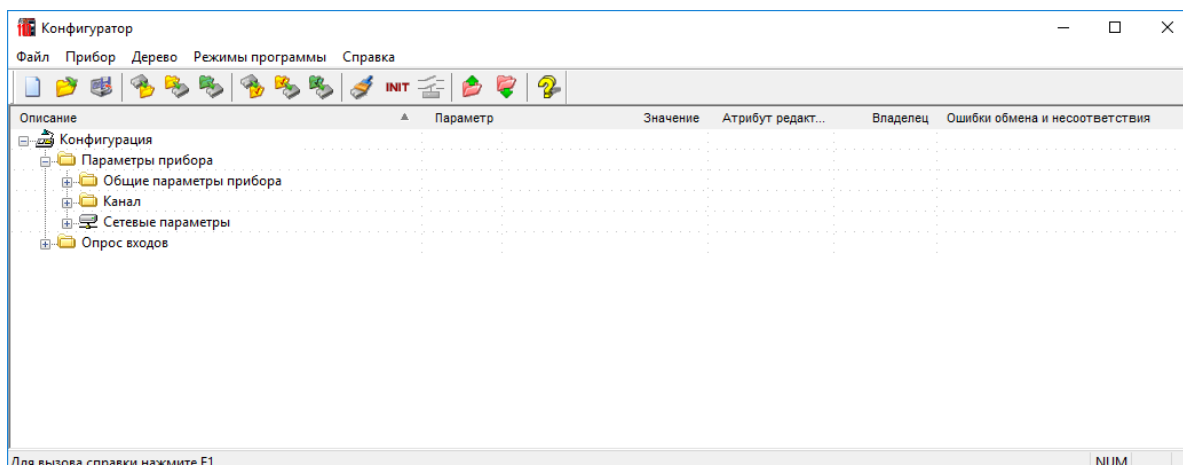 Конфигуратор
Файл Прибор Дерево Режимы программы Справка
INIT
Описание Параметр Значение Атрибут редакт... Владелец Ошибки обмена и несоответствия
Конфигурация
Параметры прибора
Общие параметры прибора
Канал
Сетевые параметры
Опрос входов
Для вызова справки нажмите F1 NUM